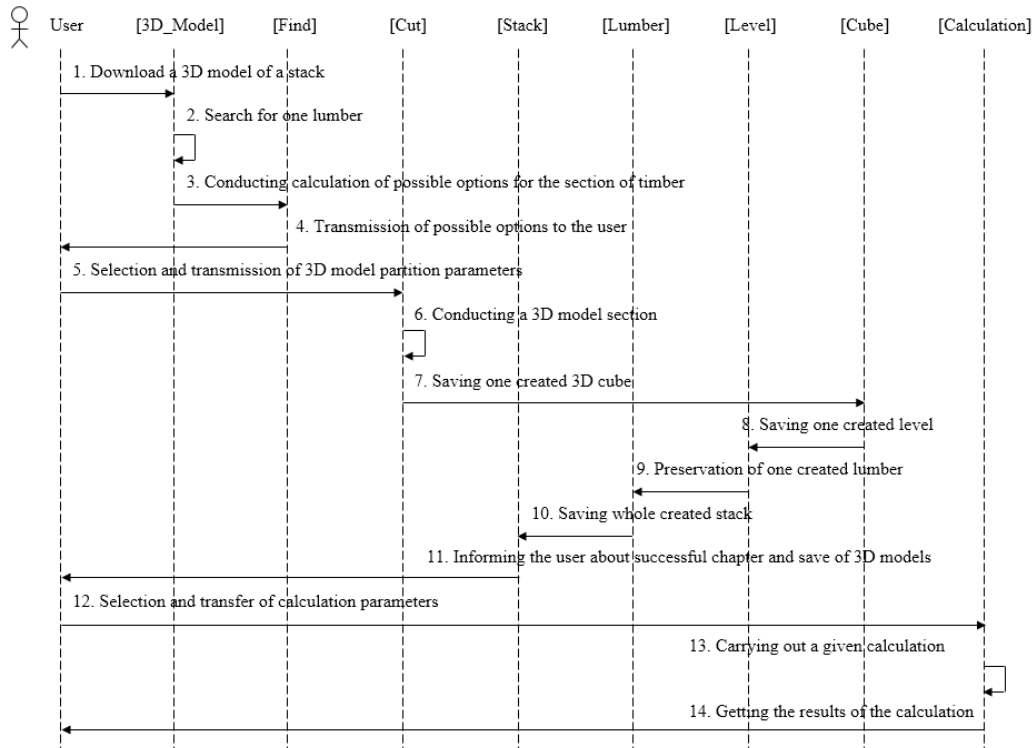 User [3D_Model] [Find] [Cut] [Stack] [Lumber] [Level] [Cube] [Calculation]
1. Download a 3D model of a stack
2. Search for one lumber
3. Conducting calculation of possible options for the section of timber
4. Transmission of possible options to the user
5. Selection and transmission of 3D model partition parameters
6. Conducting a 3D model section
7. Saving one created 3D cube
8. Saving one created level
9. Preservation of one created lumber
10. Saving whole created stack
11. Informing the user about successful chapter and save of 3D models
12. Selection and transfer of calculation parameters
13. Carrying out a given calculation
14. Getting the results of the calculation